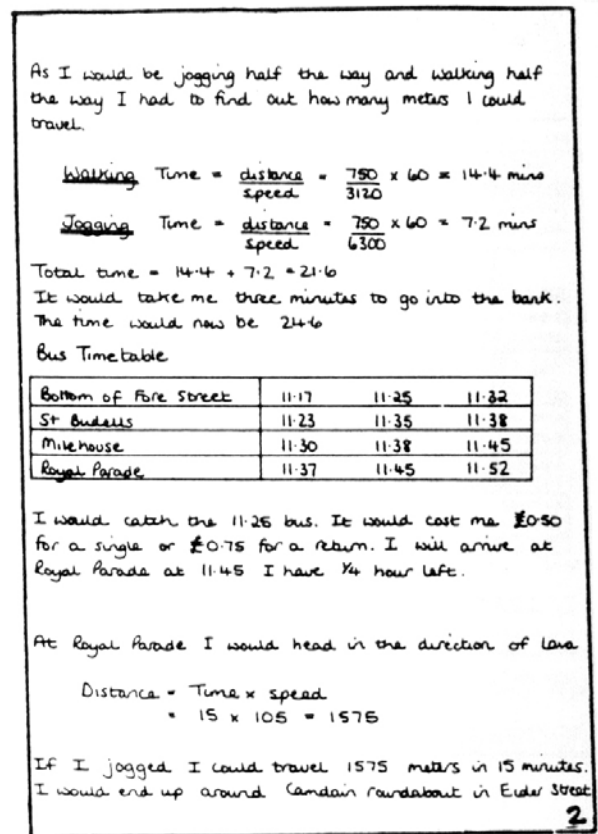 As I would be jogging half the way and walking half
the way I had to find out how many meters I could
travel.
Walking Time = distance / speed = 750 / 3120 x 60 = 14.4 mins
Jogging Time = distance / speed = 750 / 6300 x 60 = 7.2 mins
Total time = 14.4 + 7.2 = 21.6
It would take me three minutes to go into the bank.
The time would now be 24.6
Bus Timetable
Bottom of Fore Street 11.17 11.25 11.32
St Budeaus 11.23 11.35 11.38
Milehouse 11.30 11.38 11.45
Royal Parade 11.37 11.45 11.52
I would catch the 11.25 bus. It would cost me £0.50
for a single or £0.75 for a return. I will arrive at
Royal Parade at 11.45 I have 1/4 hour left.
At Royal Parade I would head in the direction of
Distance = Time x speed
= 15 x 105 = 1575
If I jogged I could travel 1575 meters in 15 minutes.
I would end up around roundabout in Street
2